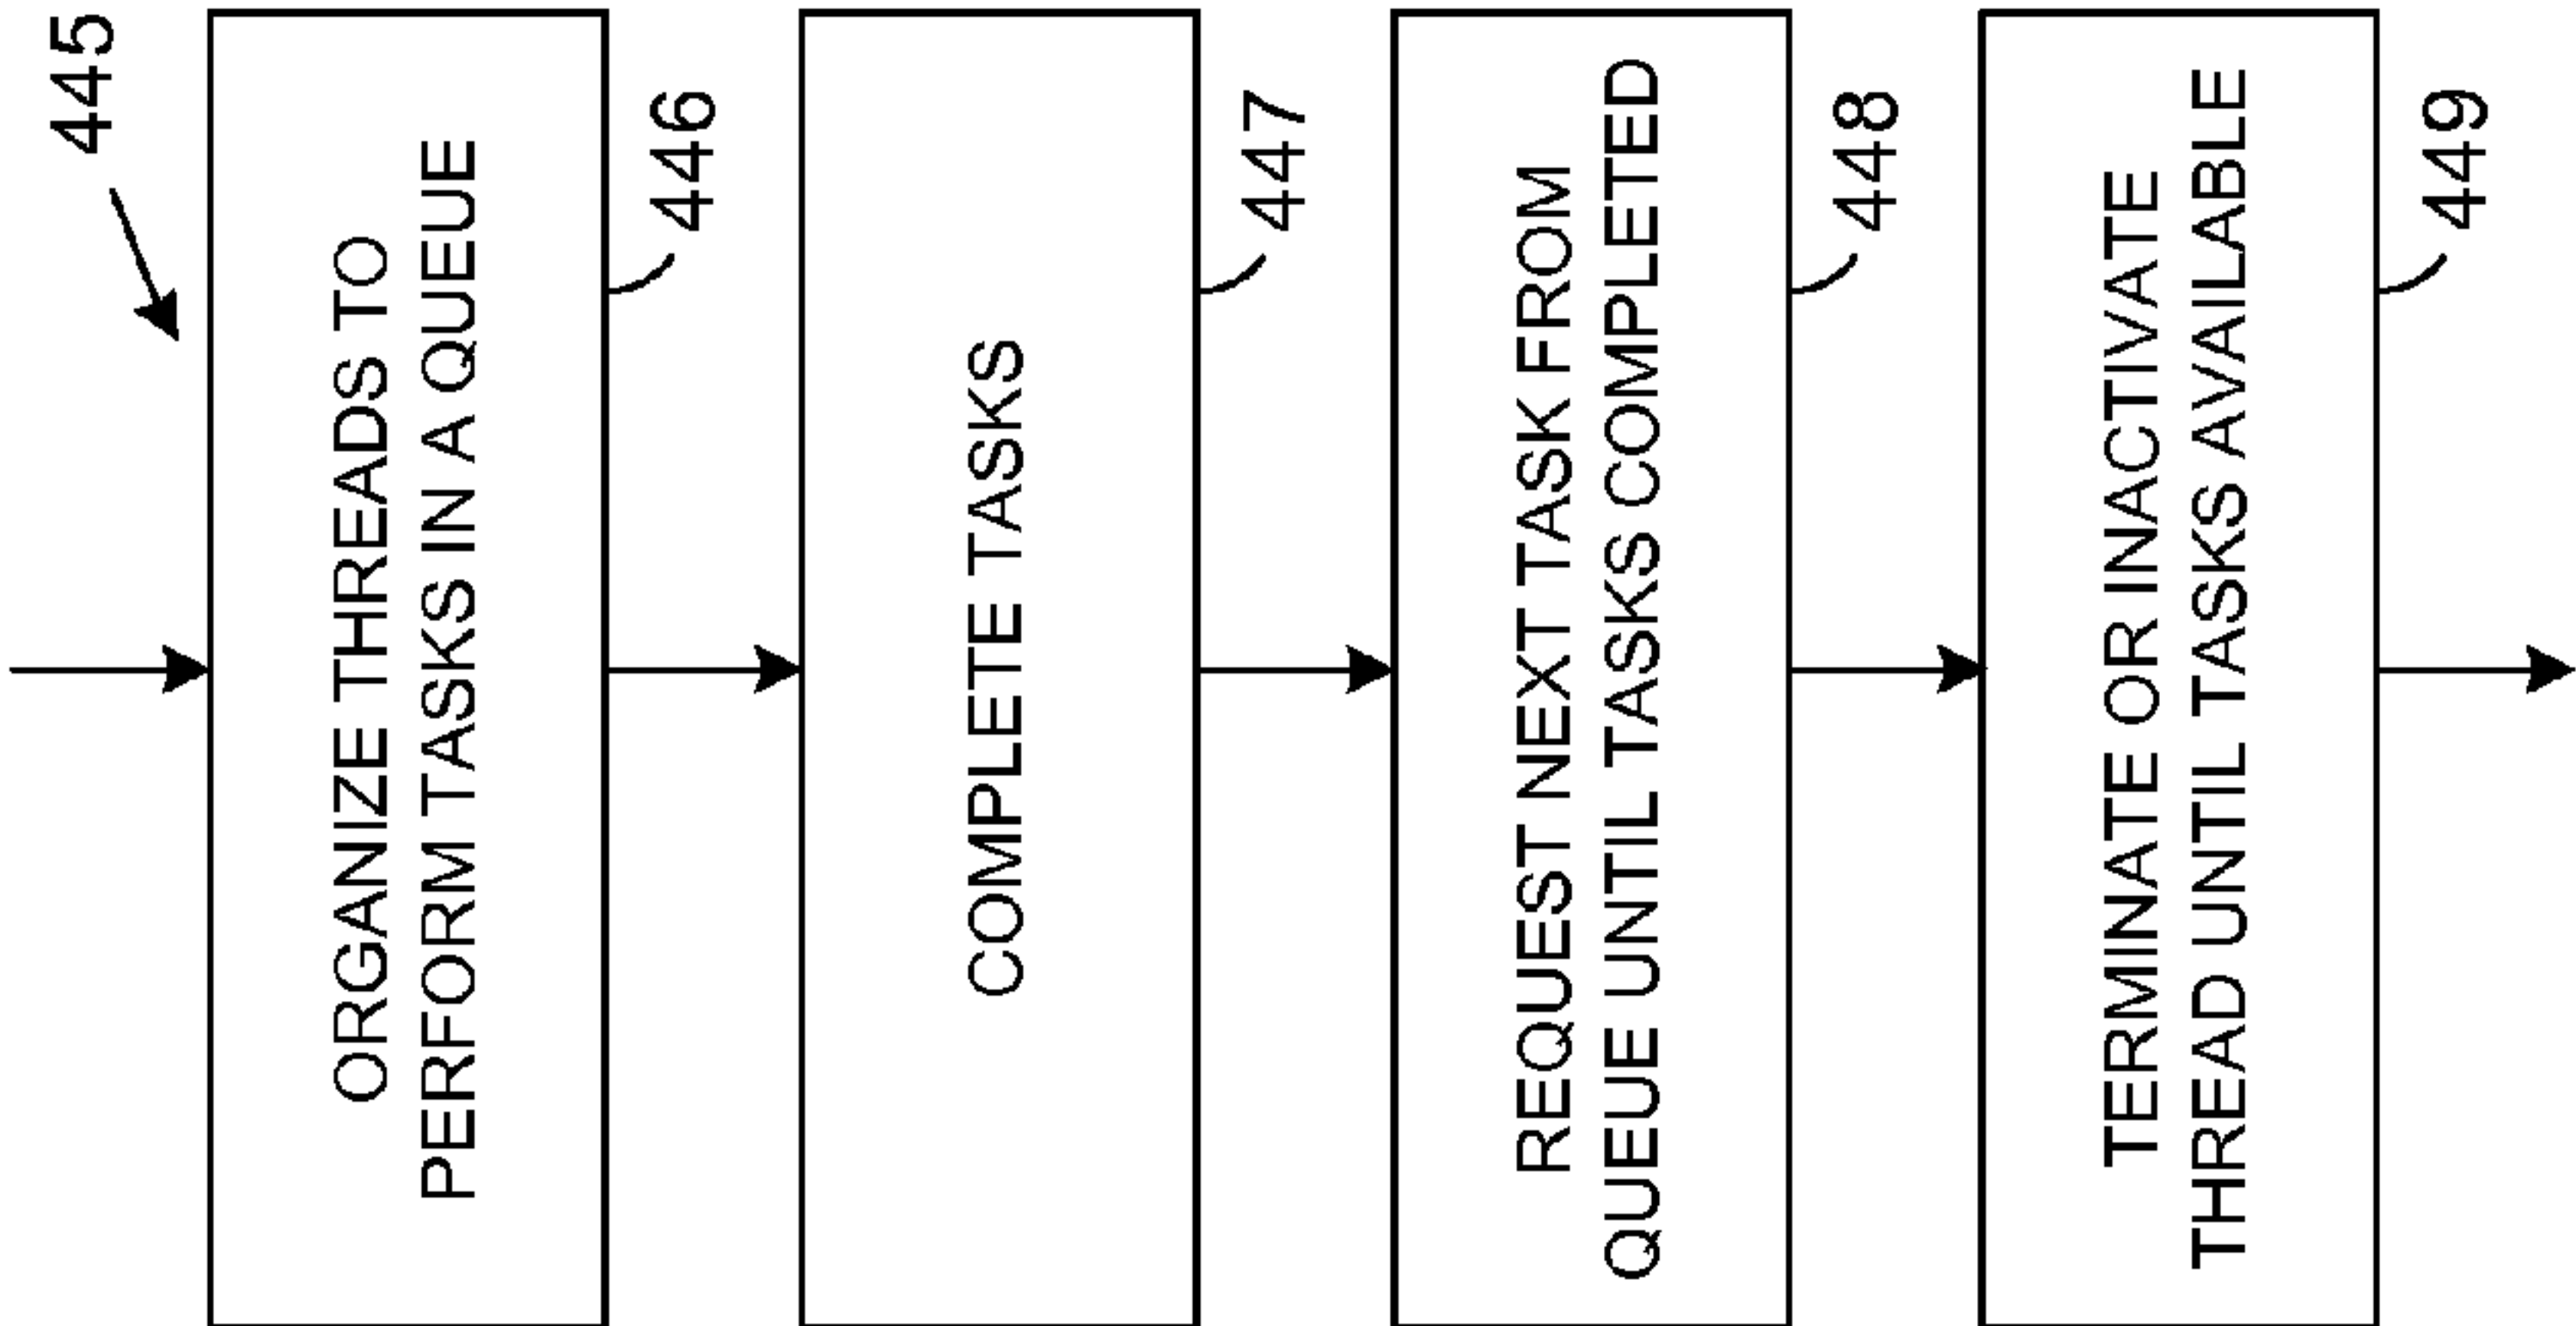 445
ORGANIZE THREADS TO
PERFORM TASKS IN A QUEUE
446
COMPLETE TASKS
447
REQUEST NEXT TASK FROM
QUEUE UNTIL TASKS COMPLETED
448
TERMINATE OR INACTIVATE
THREAD UNTIL TASKS AVAILABLE
449